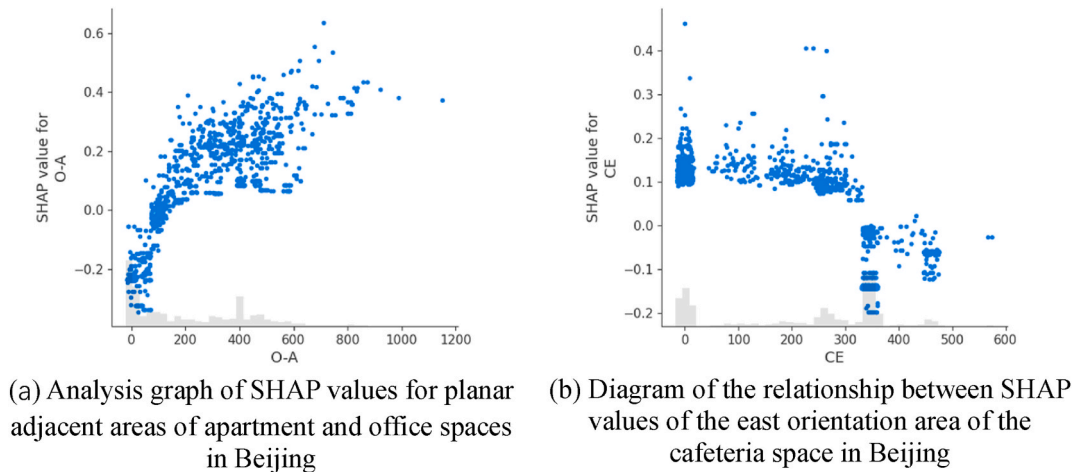 0.6
0.4
0.2
0.0
−0.2
SHAP value for
O-A
0 200 400 600 800 1000 1200
O-A
(a) Analysis graph of SHAP values for planar
adjacent areas of apartment and office spaces
in Beijing
0.4
0.3
0.2
0.1
0.0
−0.1
−0.2
SHAP value for
CE
0 100 200 300 400 500 600
CE
(b) Diagram of the relationship between SHAP
values of the east orientation area of the
cafeteria space in Beijing